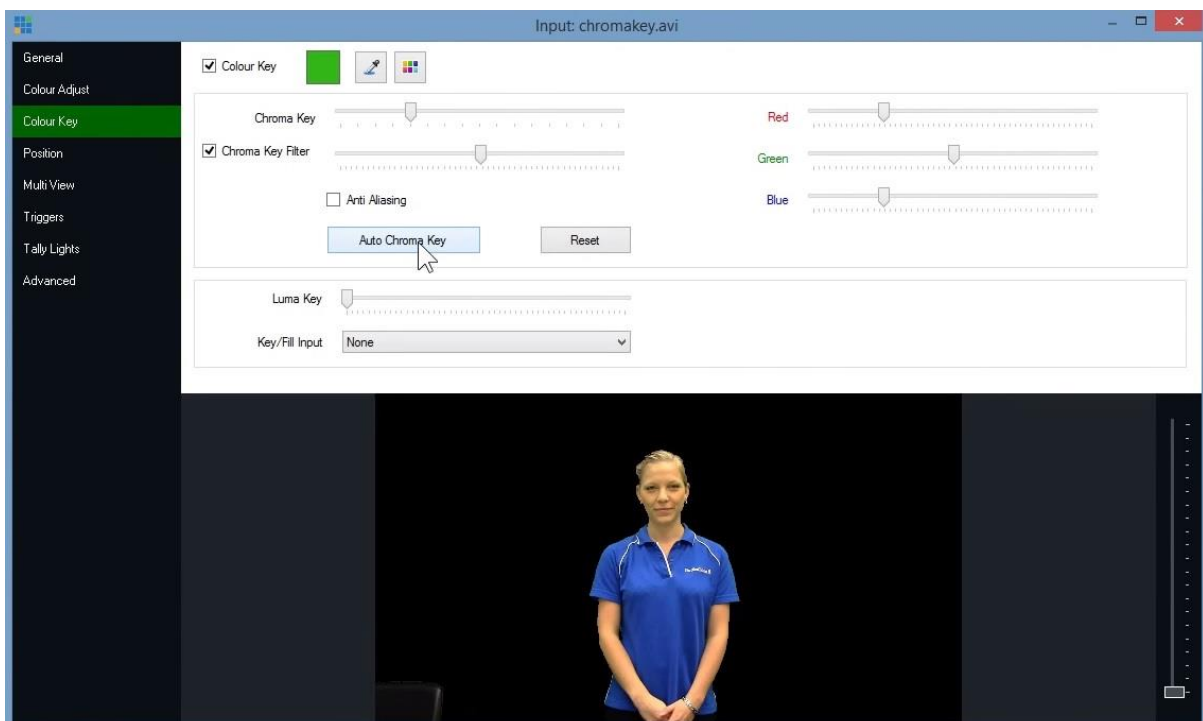 Input: chromakey.avi
General
Colour Adjust
Colour Key
Position
Multi View
Triggers
Tally Lights
Advanced
Colour Key
Chroma Key
Chroma Key Filter
Anti Aliasing
Auto Chroma Key
Reset
Red
Green
Blue
Luma Key
Key/Fill Input
None